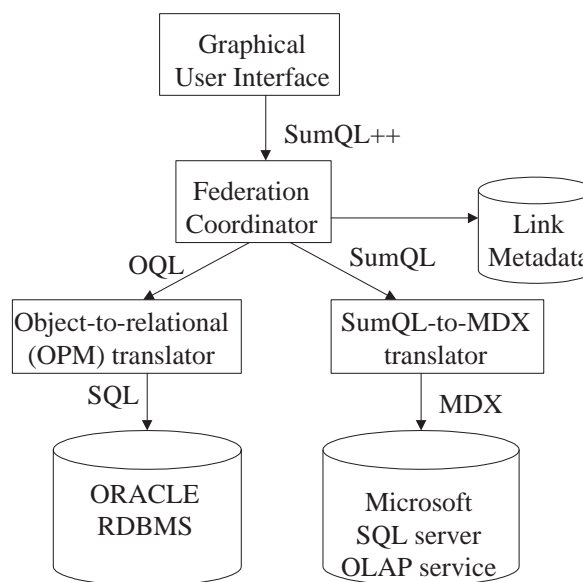 Graphical
User Interface
SumQL++
Federation
Coordinator
Link
Metadata
OQL
SumQL
Object-to-relational
(OPM) translator
SumQL-to-MDX
translator
SQL
MDX
ORACLE
RDBMS
Microsoft
SQL server
OLAP service